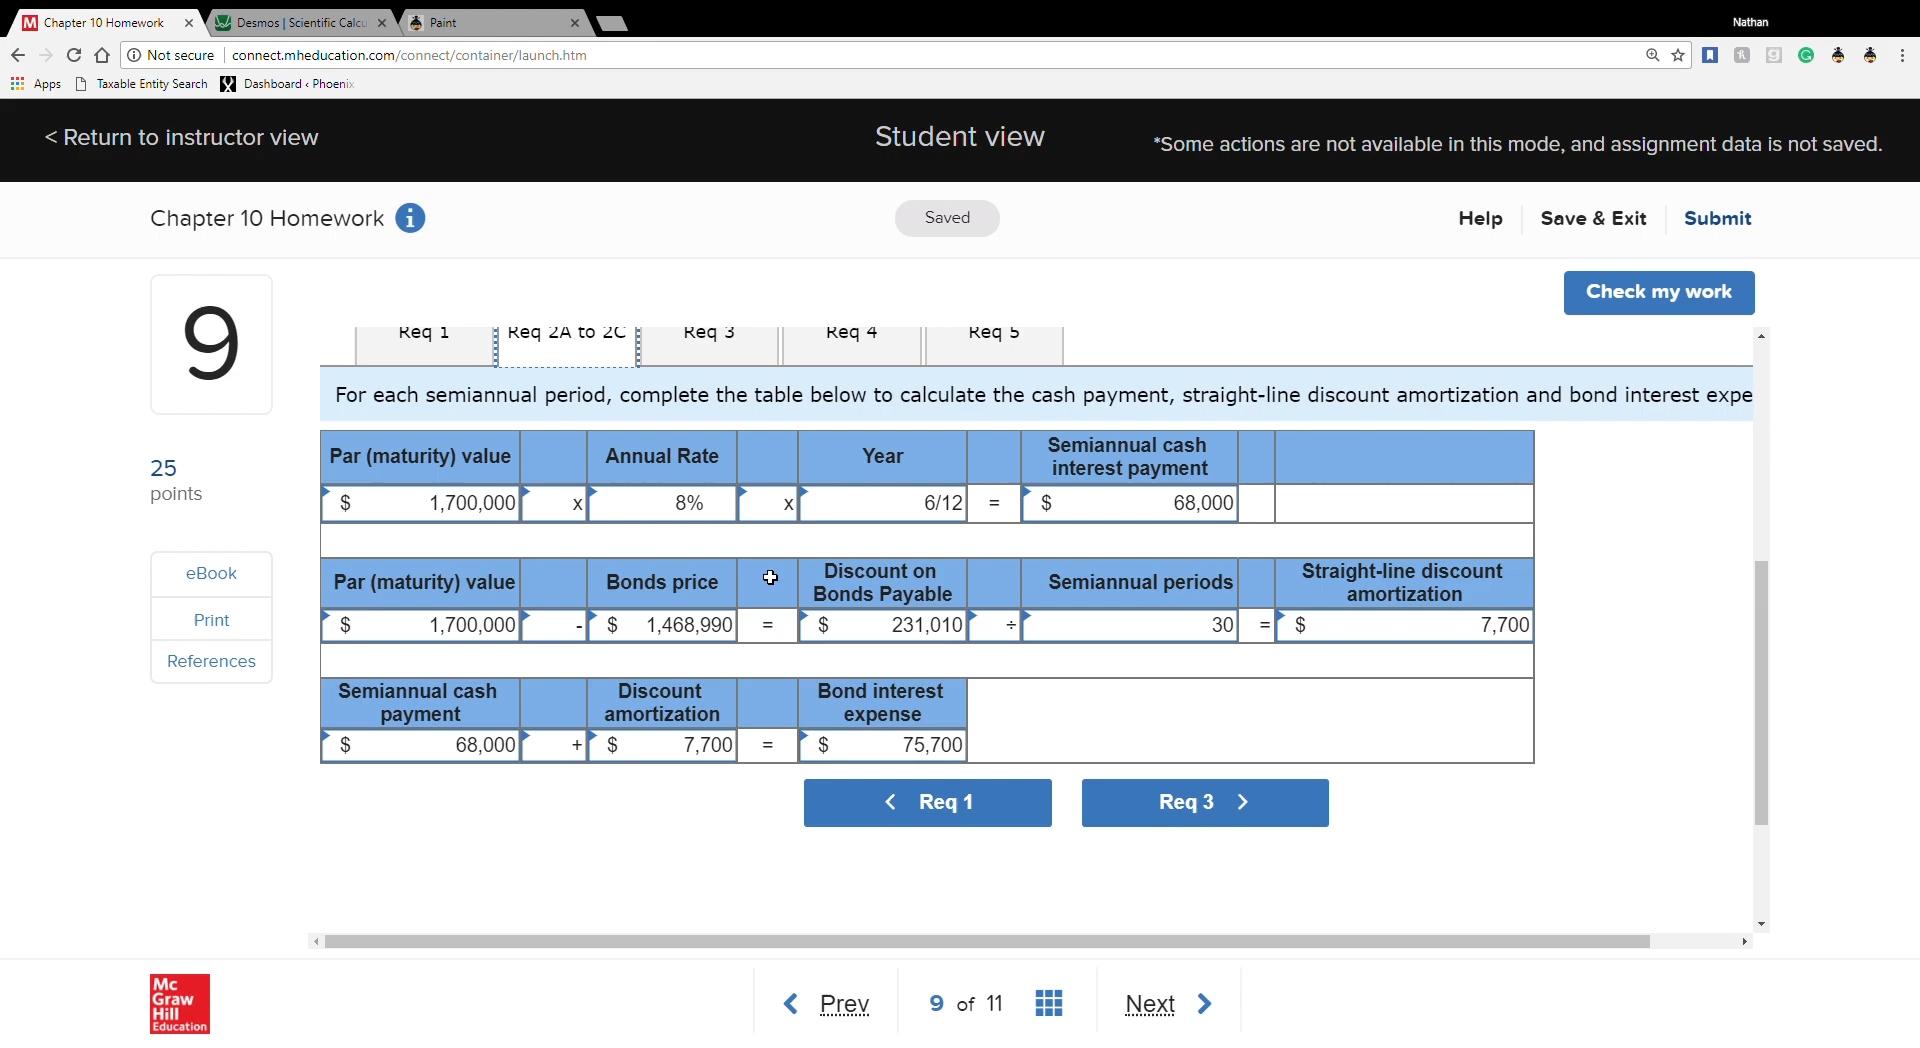 Chapter 10 Homework
Desmos | Scientific Calcu
Paint
Nathan
Not secure
connect.mheducation.com/connect/container/launch.htm
Apps
Taxable Entity Search
Dashboard ‹ Phoenix
< Return to instructor view
Student view
*Some actions are not available in this mode, and assignment data is not saved.
Chapter 10 Homework
i
Saved
Help
Save & Exit
Submit
9
Check my work
25
points
eBook
Print
References
Req 1
Req 2A to 2C
Req 3
Req 4
Req 5
For each semiannual period, complete the table below to calculate the cash payment, straight-line discount amortization and bond interest expe
Par (maturity) value
Annual Rate
Year
Semiannual cash
interest payment
$ 1,700,000 x 8% x 6/12 = $ 68,000
Par (maturity) value
Bonds price
Discount on
Bonds Payable
Semiannual periods
Straight-line discount
amortization
$ 1,700,000 - $ 1,468,990 = $ 231,010 ÷ 30 = $ 7,700
Semiannual cash
payment
Discount
amortization
Bond interest
expense
$ 68,000 + $ 7,700 = $ 75,700
< Req 1
Req 3 >
Mc
Graw
Hill
Education
Prev
9 of 11
Next